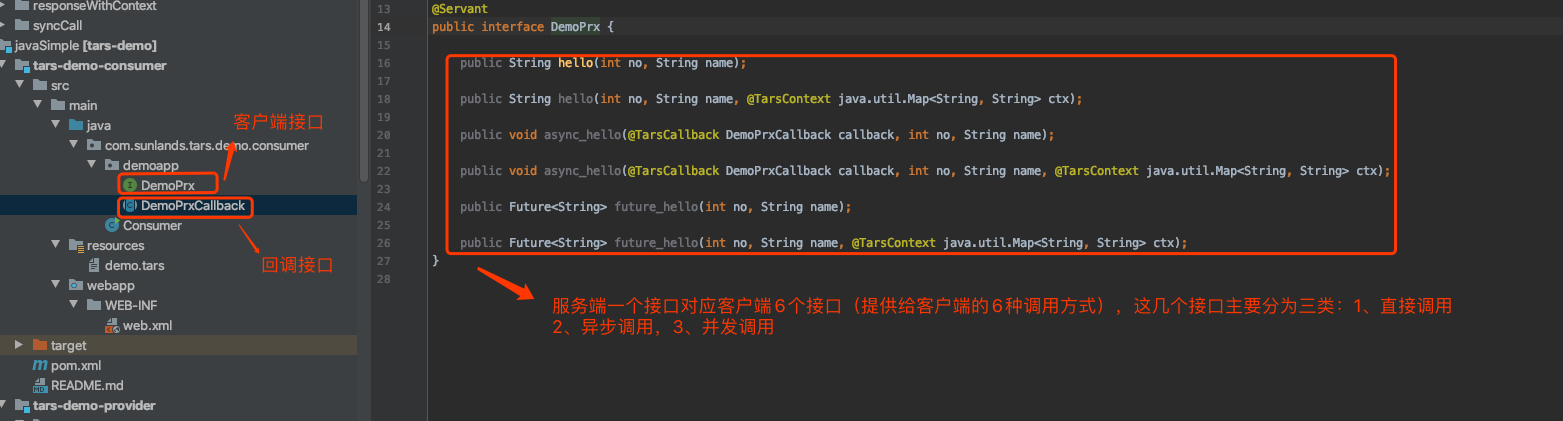 responseWithContext
syncCall
javaSimple [tars-demo]
tars-demo-consumer
src
main
java
com.sunlands.tars.demo.consumer
demoapp
DemoPrx
DemoPrxCallback
Consumer
resources
demo.tars
webapp
WEB-INF
web.xml
target
pom.xml
README.md
tars-demo-provider
客户端接口
回调接口
13 @Servant
14 public interface DemoPrx {
15
16 public String hello(int no, String name);
17
18 public String hello(int no, String name, @TarsContext java.util.Map<String, String> ctx);
19
20 public void async_hello(@TarsCallback DemoPrxCallback callback, int no, String name);
21
22 public void async_hello(@TarsCallback DemoPrxCallback callback, int no, String name, @TarsContext java.util.Map<String, String> ctx);
23
24 public Future<String> future_hello(int no, String name);
25
26 public Future<String> future_hello(int no, String name, @TarsContext java.util.Map<String, String> ctx);
27 }
28
服务端一个接口对应客户端6个接口（提供给客户端的6种调用方式），这几个接口主要分为三类：1、直接调用
2、异步调用，3、并发调用